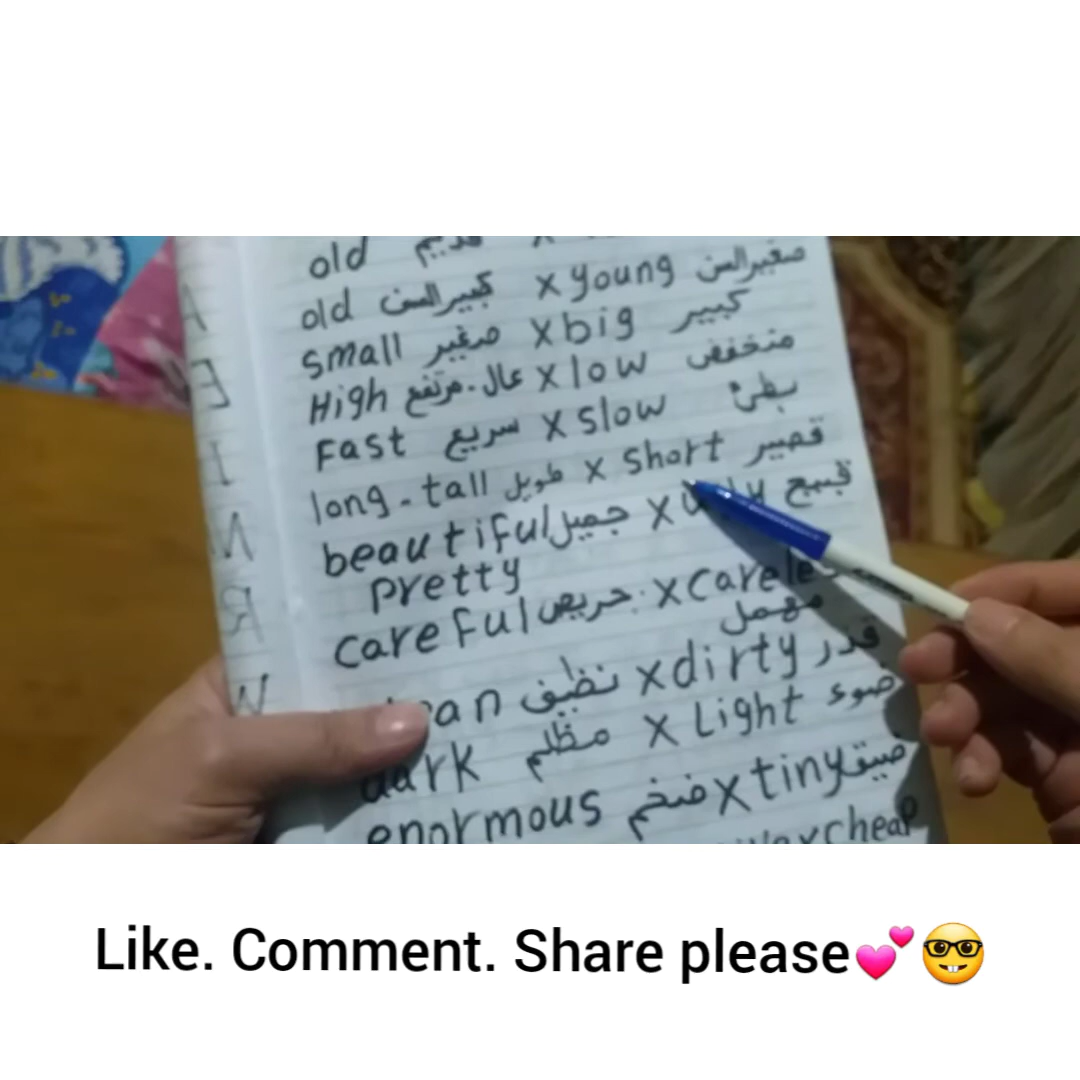 old قديم x
old كبير السن x young صغير السن
small صغير x big كبير
High عال - مرتفع x low منخفض
Fast سريع x slow بطئ
long - tall طويل x short قصير
beautiful جميل x قبيح
pretty
careful حريص x
مهمل
نظيف x dirty قذر
dark مظلم x Light ضوء
enormous ضخم x tiny ضيق
x cheap
Like. Comment. Share please💕🤓